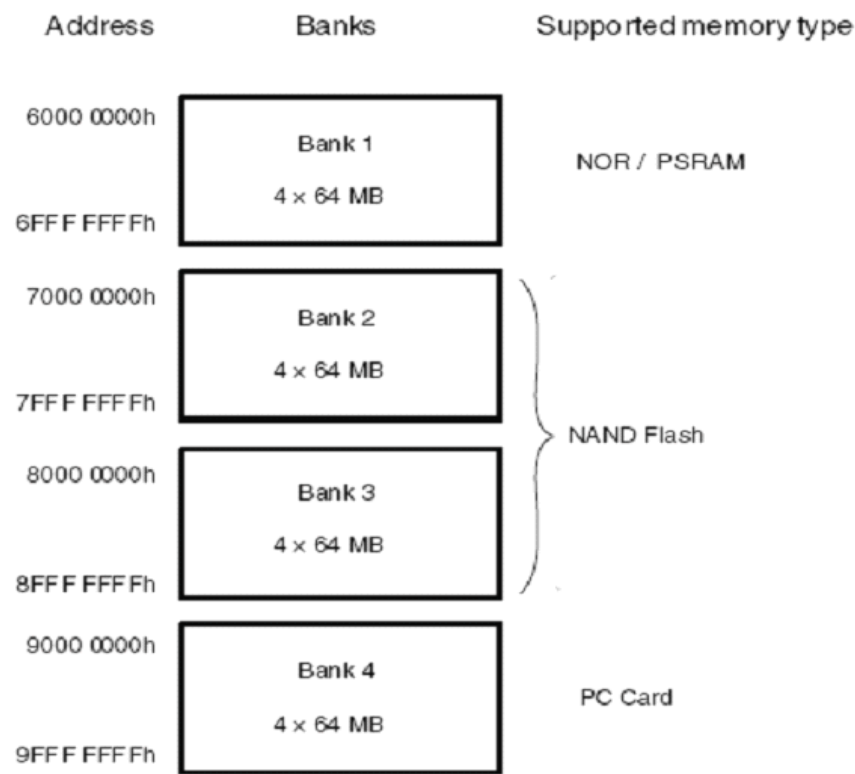 Address Banks Supported memory type
6000 0000h
Bank 1
NOR / PSRAM
4 × 64 MB
6FFF FFFFh
7000 0000h
Bank 2
4 × 64 MB
7FFF FFFFh
NAND Flash
8000 0000h
Bank 3
4 × 64 MB
8FFF FFFFh
9000 0000h
Bank 4
PC Card
4 × 64 MB
9FFF FFFFh